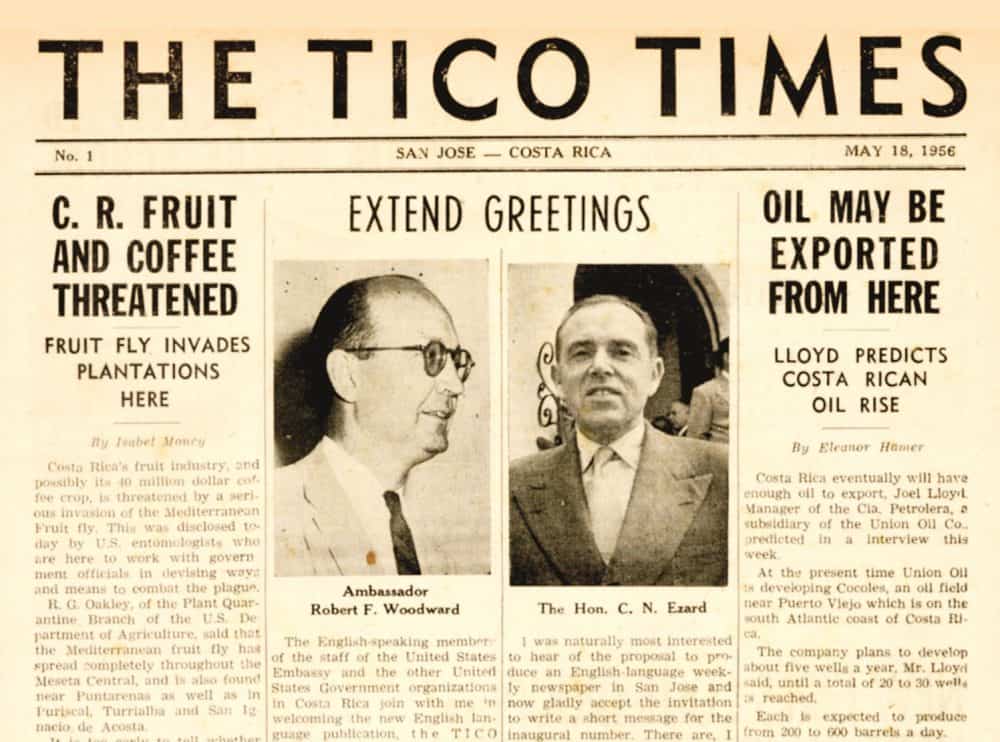 THE TICO TIMES
No. 1
SAN JOSE — COSTA RICA
MAY 18, 1956
C. R. FRUIT
AND COFFEE
THREATENED
FRUIT FLY INVADES
PLANTATIONS
HERE
By Isabel Money
Costa Rica's fruit industry, and
possibly its 40 million dollar cof-
fee crop, is threatened by a seri-
ous invasion of the Mediterranean
Fruit fly. This was disclosed to-
day by U.S. entomologists who
are here to work with govern
ment officials in devising ways
and means to combat the plague.
R. G. Oakley, of the Plant Quar-
antine Branch of the U.S. De
partment of Agriculture, said that
the Mediterranean fruit fly has
spread completely throughout the
Meseta Central, and is also found
near Puntarenas as well as in
Puriscal, Turrialba and San Ig-
nacio de Acosta.
It is too early to tell whether
EXTEND GREETINGS
Ambassador
Robert F. Woodward
The English-speaking members
of the staff of the United States
Embassy and the other United
States Government organizations
in Costa Rica join with me in
welcoming the new English lan-
guage publication, the TICO
The Hon. C. N. Ezard
I was naturally most interested
to hear of the proposal to pro-
duce an English-language week-
ly newspaper in San Jose and
now gladly accept the invitation
to write a short message for the
inaugural number. There are, I
OIL MAY BE
EXPORTED
FROM HERE
LLOYD PREDICTS
COSTA RICAN
OIL RISE
By Eleanor Hamer
Costa Rica eventually will have
enough oil to export, Joel Lloyd,
Manager of the Cia. Petrolera, a
subsidiary of the Union Oil Co.,
predicted in a interview this
week.
At the present time Union Oil
is developing Cocoles, an oil field
near Puerto Viejo which is on the
south Atlantic coast of Costa Ri-
ca.
The company plans to develop
about five wells a year, Mr. Lloyd
said, until a total of 20 to 30 wells
is reached.
Each is expected to produce
from 200 to 600 barrels a day.